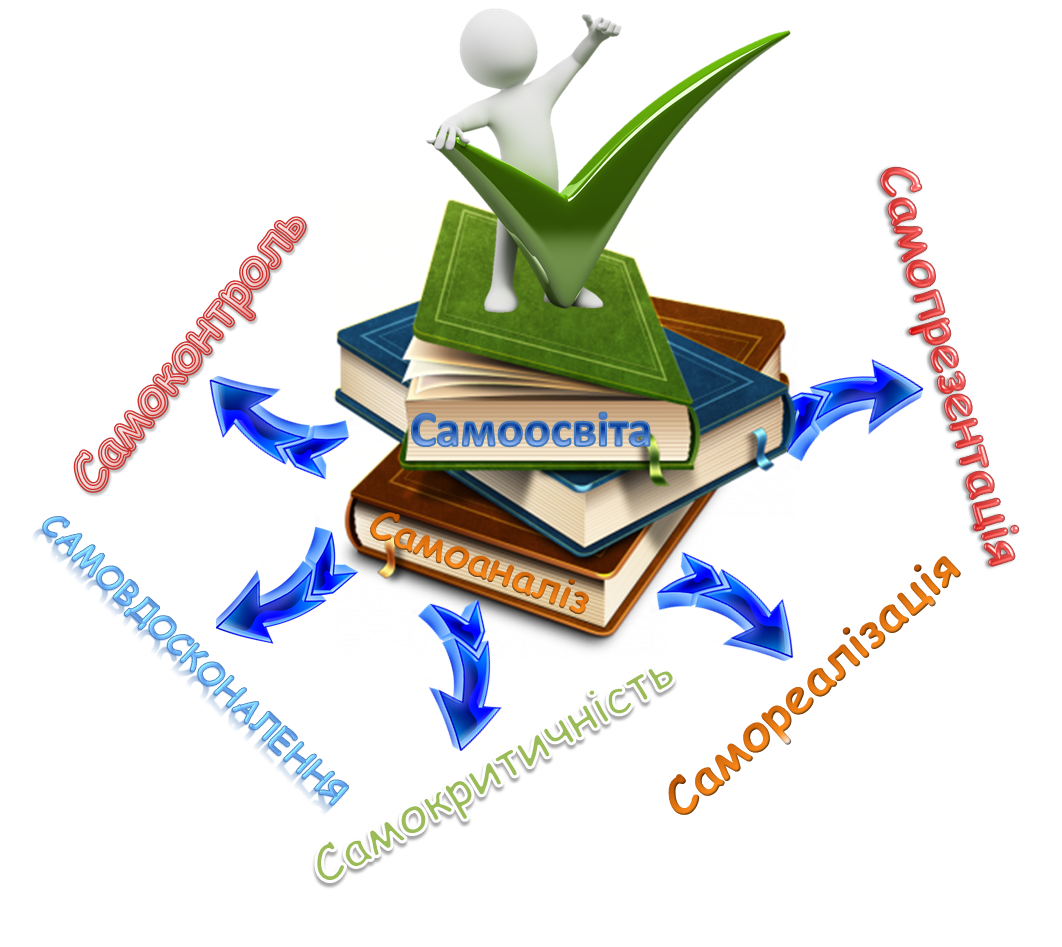 Самоосвіта
Самоаналіз
Самоконтроль
САМОВДОСКОНАЛЕННЯ
Самокритичність
Самореалізація
Самопрезентація